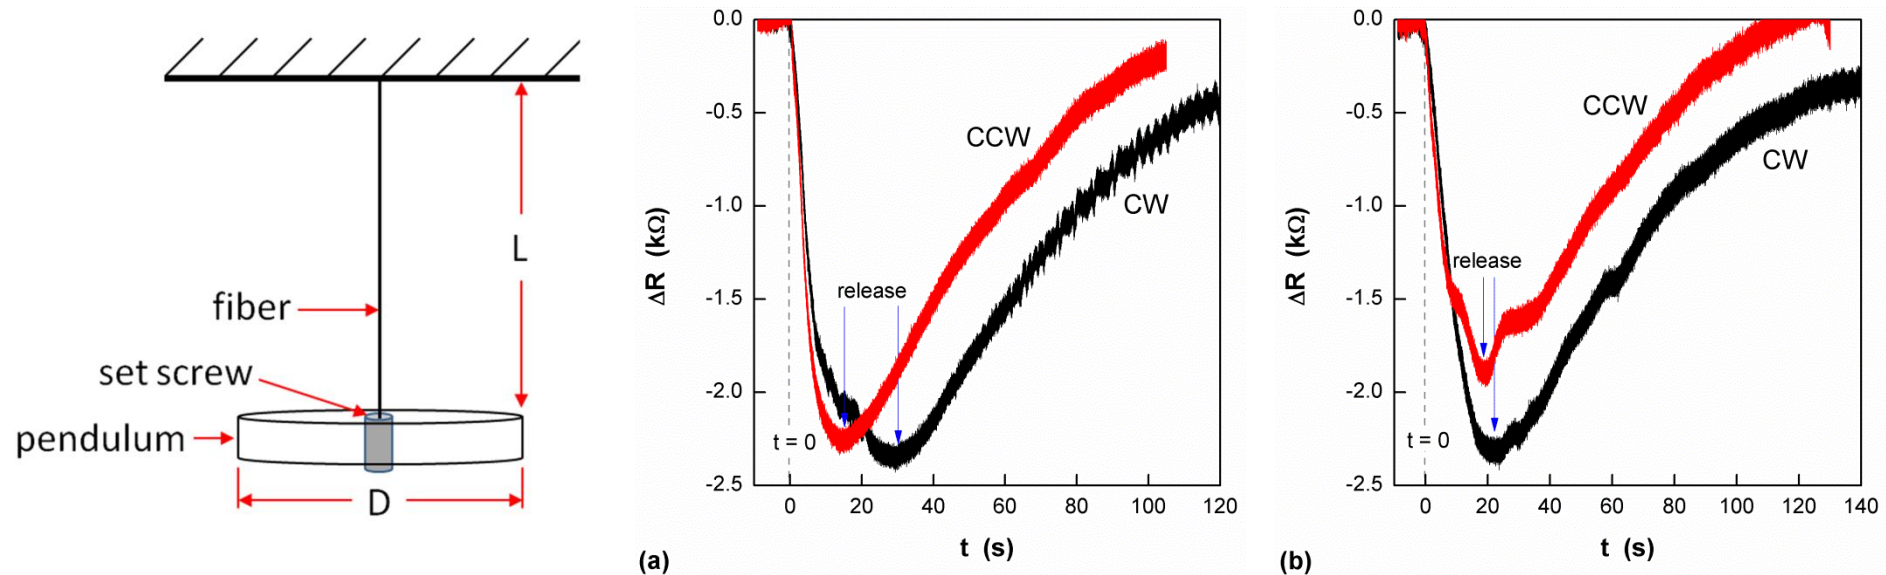 L
fiber
set screw
pendulum
D
0.0
-0.5
-1.0
-1.5
-2.0
-2.5
ΔR (kΩ)
CCW
CW
release
t = 0
0
20
40
60
80
100
120
t (s)
(a)
0.0
-0.5
-1.0
-1.5
-2.0
-2.5
ΔR (kΩ)
CCW
CW
release
t = 0
0
20
40
60
80
100
120
140
t (s)
(b)